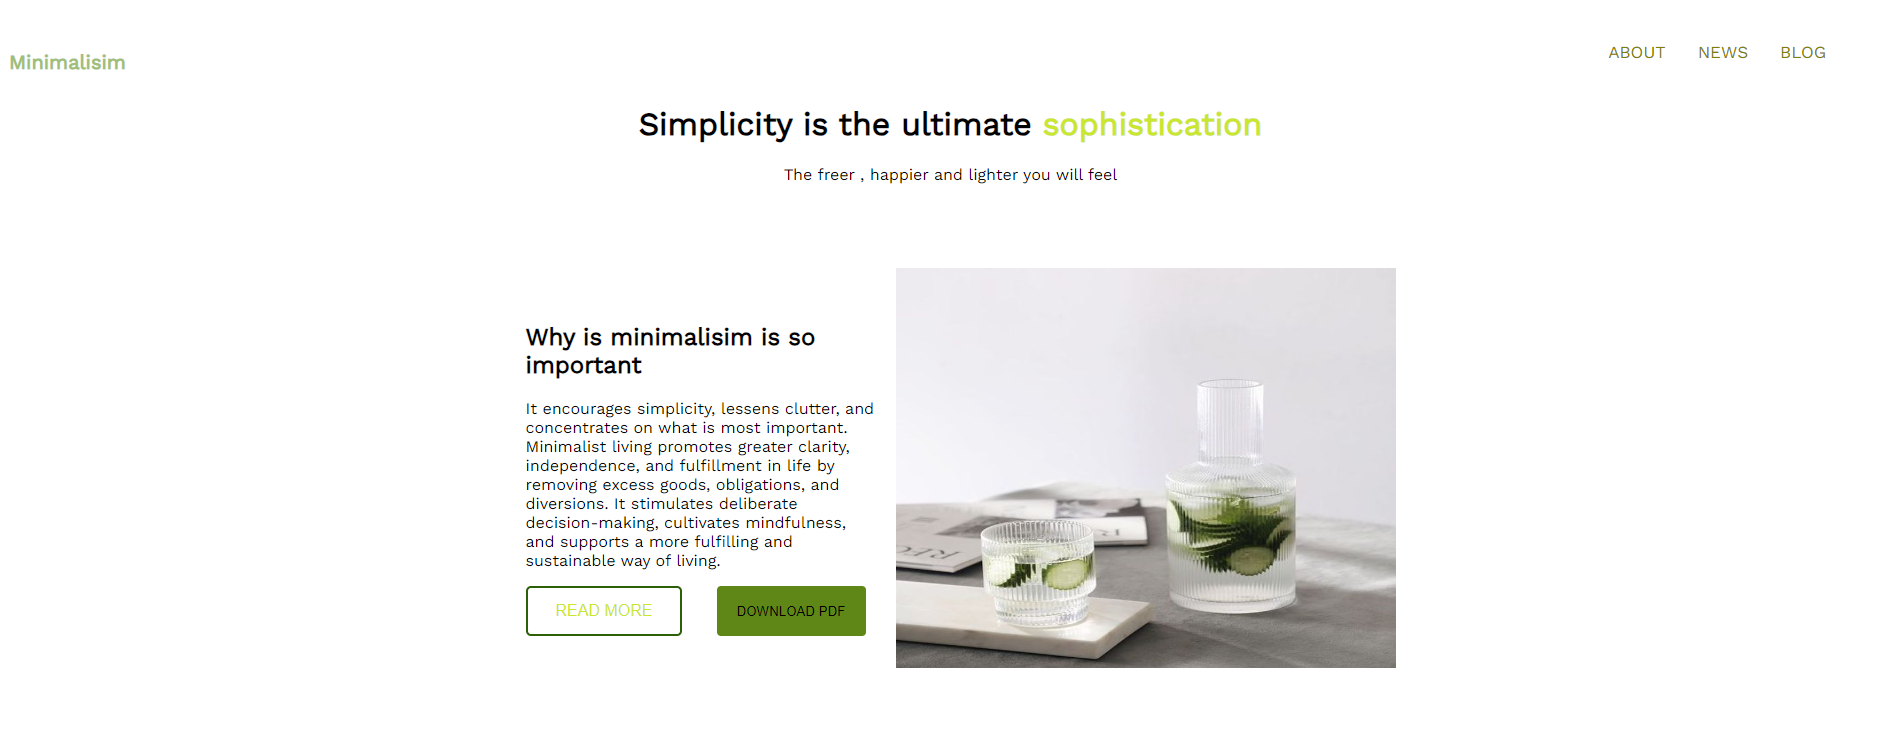 Minimalisim
ABOUT NEWS BLOG
Simplicity is the ultimate sophistication
The freer , happier and lighter you will feel
Why is minimalisim is so
important
It encourages simplicity, lessens clutter, and
concentrates on what is most important.
Minimalist living promotes greater clarity,
independence, and fulfillment in life by
removing excess goods, obligations, and
diversions. It stimulates deliberate
decision-making, cultivates mindfulness,
and supports a more fulfilling and
sustainable way of living.
READ MORE DOWNLOAD PDF